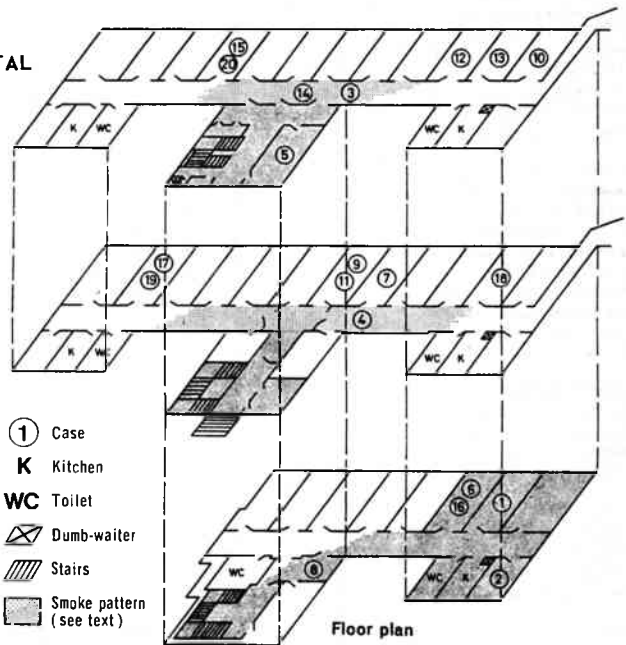 TAL
15
20
12
13
10
14
3
K
WC
WC
K
5
17
19
9
11
7
18
4
K
WC
WC
K
1 Case
K Kitchen
WC Toilet
Dumb-waiter
Stairs
Smoke pattern
(see text)
6
16
1
WC
8
WC
K
2
Floor plan